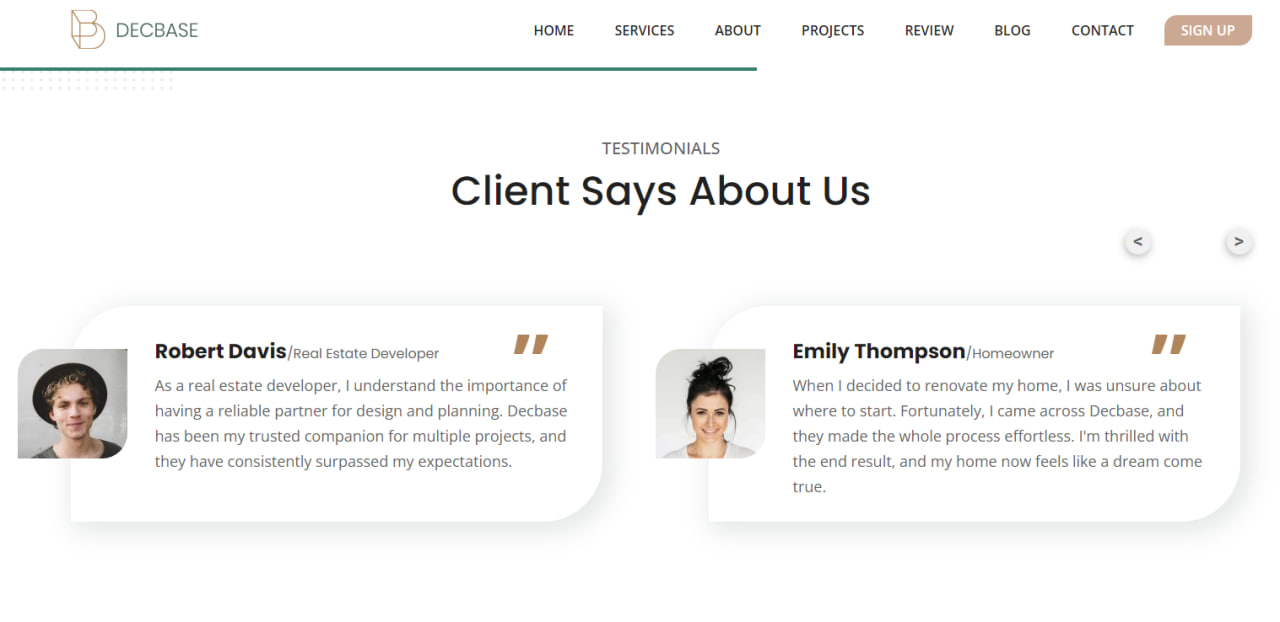 DECBASE
HOME SERVICES ABOUT PROJECTS REVIEW BLOG CONTACT SIGN UP
TESTIMONIALS
Client Says About Us
< >
Robert Davis/Real Estate Developer "
As a real estate developer, I understand the importance of
having a reliable partner for design and planning. Decbase
has been my trusted companion for multiple projects, and
they have consistently surpassed my expectations.
Emily Thompson/Homeowner "
When I decided to renovate my home, I was unsure about
where to start. Fortunately, I came across Decbase, and
they made the whole process effortless. I'm thrilled with
the end result, and my home now feels like a dream come
true.